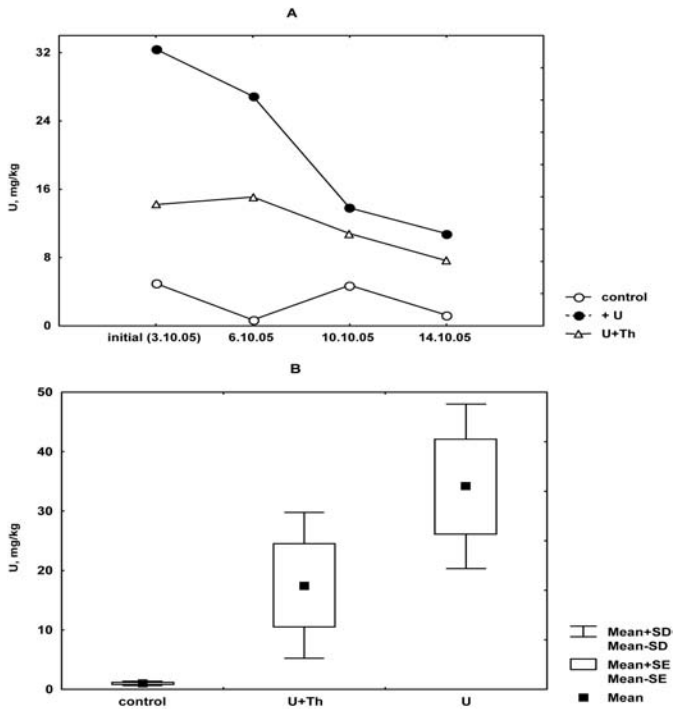 A
32
24
16
8
0
U, mg/kg
initial (3.10.05) 6.10.05 10.10.05 14.10.05
control
+ U
U+Th
B
50
40
30
20
10
0
U, mg/kg
control U+Th U
Mean+SD
Mean-SD
Mean+SE
Mean-SE
Mean